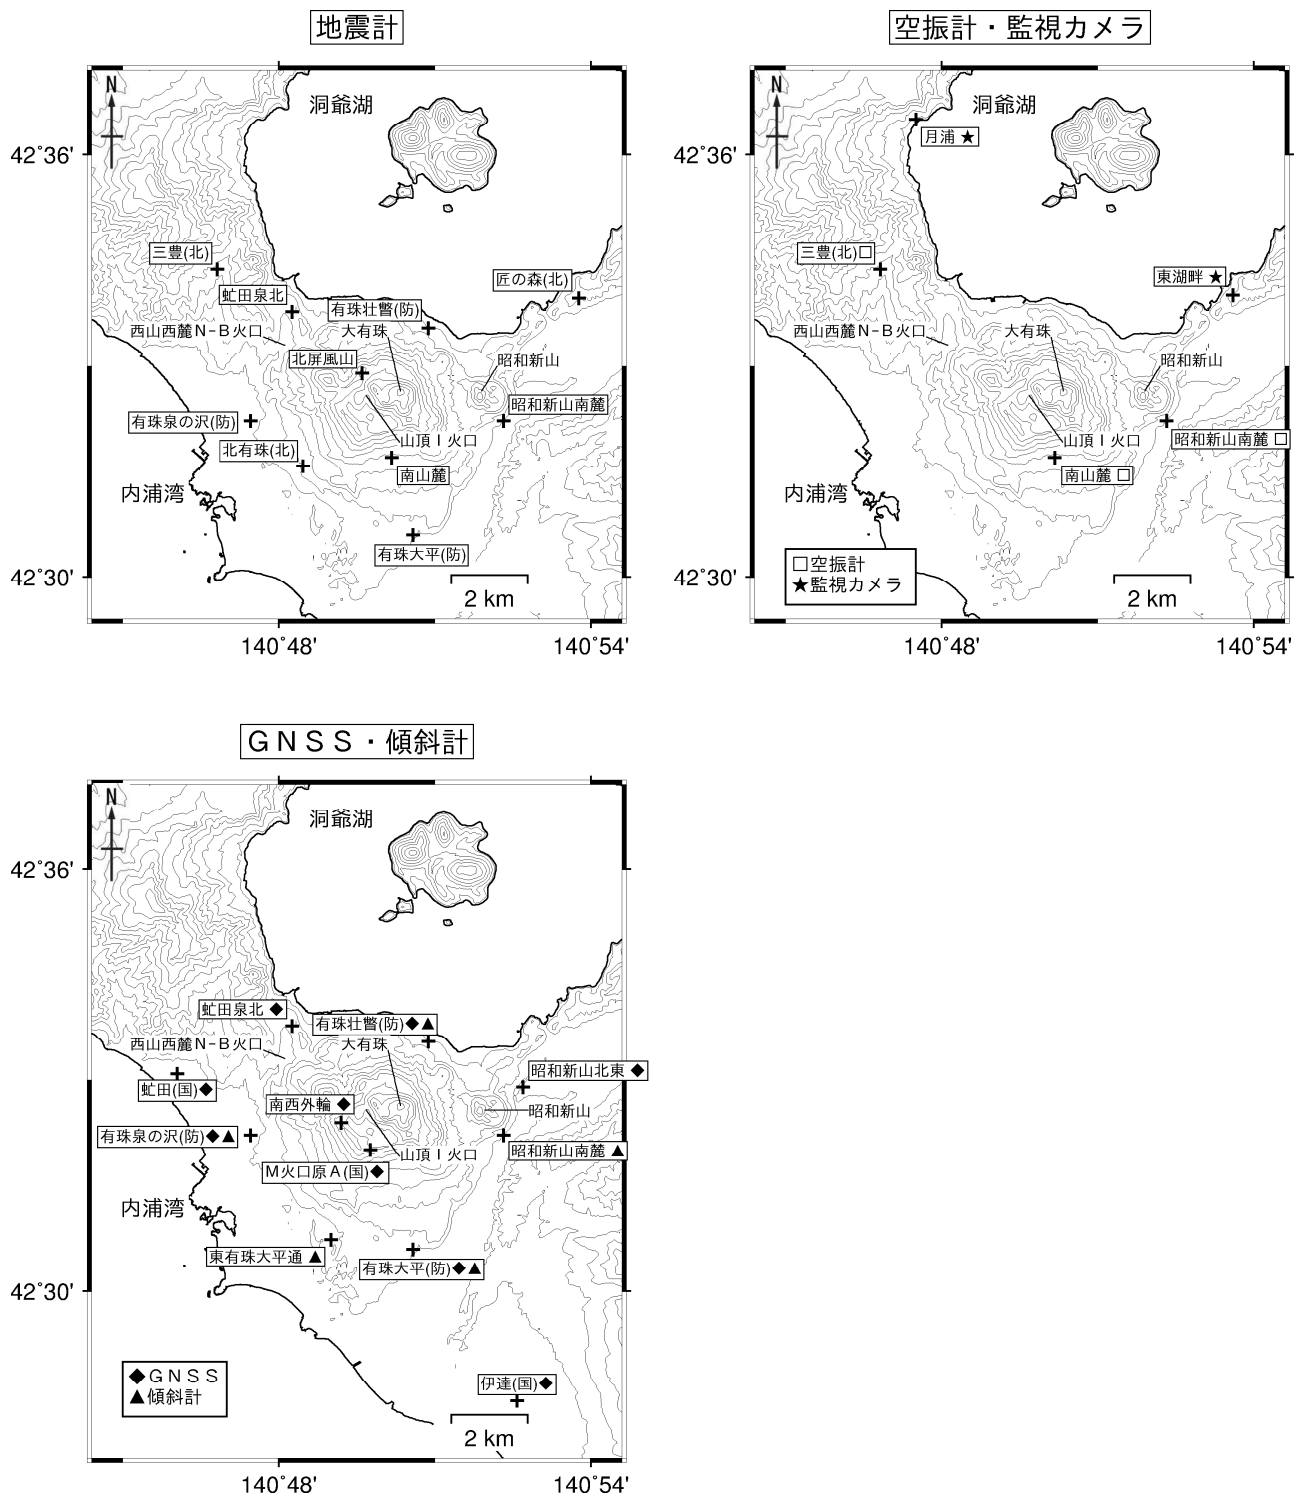 地震計
N
洞爺湖
42°36'
三豊(北)
匠の森(北)
虻田泉北
有珠壮瞥(防)
西山西麓N-B火口
大有珠
北屏風山
昭和新山
昭和新山南麓
有珠泉の沢(防)
山頂I火口
北有珠(北)
南山麓
内浦湾
有珠大平(防)
42°30'
2 km
140°48'
140°54'
空振計・監視カメラ
N
洞爺湖
月浦 ★
42°36'
三豊(北)□
東湖畔 ★
西山西麓N-B火口
大有珠
昭和新山
山頂I火口
昭和新山南麓 □
南山麓 □
内浦湾
□空振計
★監視カメラ
42°30'
2 km
140°48'
140°54'
GNSS・傾斜計
N
洞爺湖
42°36'
虻田泉北 ◆
有珠壮瞥(防)◆▲
西山西麓N-B火口
大有珠
昭和新山北東 ◆
虻田(国)◆
南西外輪 ◆
昭和新山
有珠泉の沢(防)◆▲
山頂I火口
昭和新山南麓 ▲
M火口原A(国)◆
内浦湾
東有珠大平通 ▲
有珠大平(防)◆▲
42°30'
◆GNSS
▲傾斜計
伊達(国)◆
2 km
140°48'
140°54'